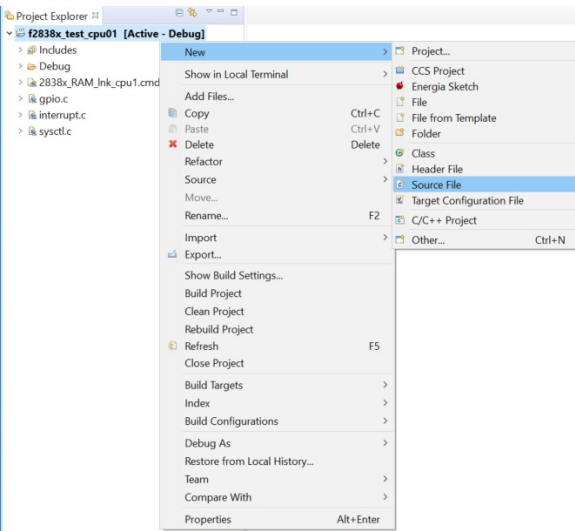 Project Explorer
f2838x_test_cpu01 [Active - Debug]
Includes
Debug
2838x_RAM_lnk_cpu1.cmd
gpio.c
interrupt.c
sysctl.c
New
Show in Local Terminal
Add Files...
Copy Ctrl+C
Paste Ctrl+V
Delete Delete
Refactor
Source
Move...
Rename... F2
Import
Export...
Show Build Settings...
Build Project
Clean Project
Rebuild Project
Refresh F5
Close Project
Build Targets
Index
Build Configurations
Debug As
Restore from Local History...
Team
Compare With
Properties Alt+Enter
Project...
CCS Project
Energia Sketch
File
File from Template
Folder
Class
Header File
Source File
Target Configuration File
C/C++ Project
Other... Ctrl+N